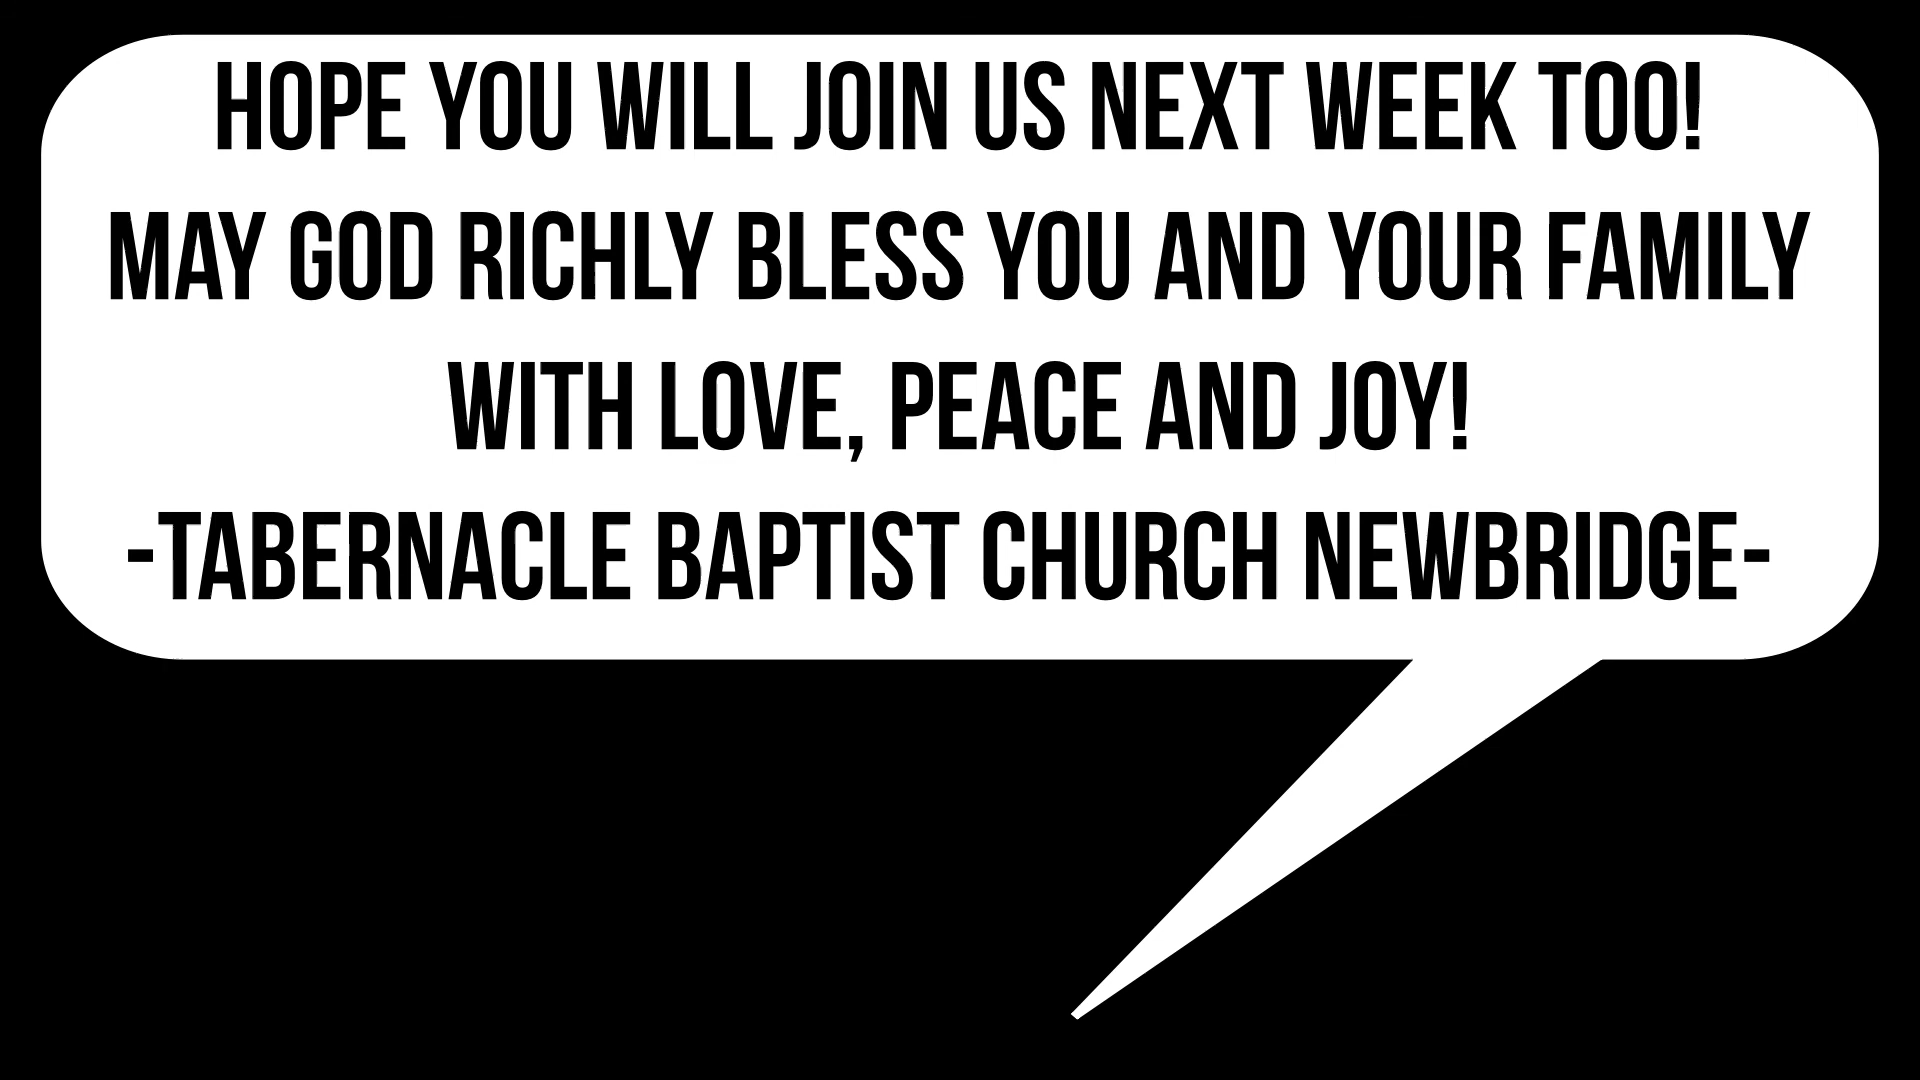 HOPE YOU WILL JOIN US NEXT WEEK TOO!
MAY GOD RICHLY BLESS YOU AND YOUR FAMILY
WITH LOVE, PEACE AND JOY!
-TABERNACLE BAPTIST CHURCH NEWBRIDGE-